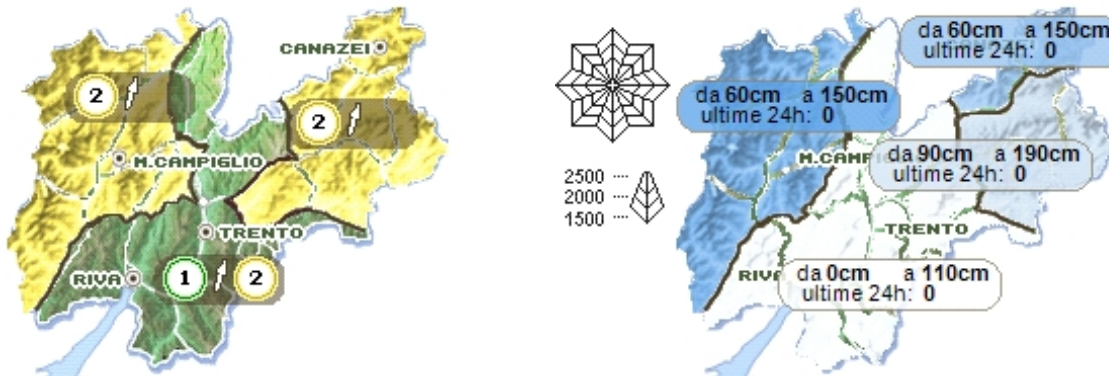 CANAZEI
2
2
M.CAMPIGLIO
TRENTO
RIVA
1
2
da 60cm a 150cm
ultime 24h: 0
da 60cm a 150cm
ultime 24h: 0
M.CAMPI
da 90cm a 190cm
ultime 24h: 0
2500
2000
1500
TRENTO
RIVA
da 0cm a 110cm
ultime 24h: 0